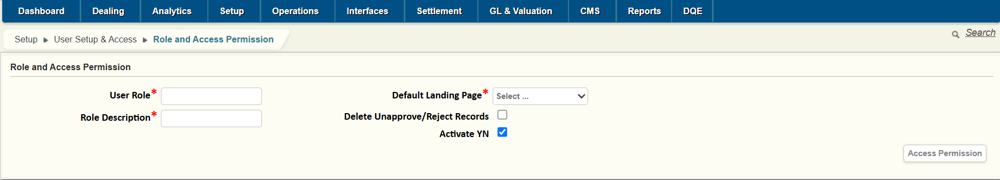 Dashboard Dealing Analytics Setup Operations Interfaces Settlement GL & Valuation CMS Reports DQE
Setup User Setup & Access Role and Access Permission Search
Role and Access Permission
User Role* Default Landing Page* Select ...
Role Description* Delete Unapprove/Reject Records
Activate YN
Access Permission